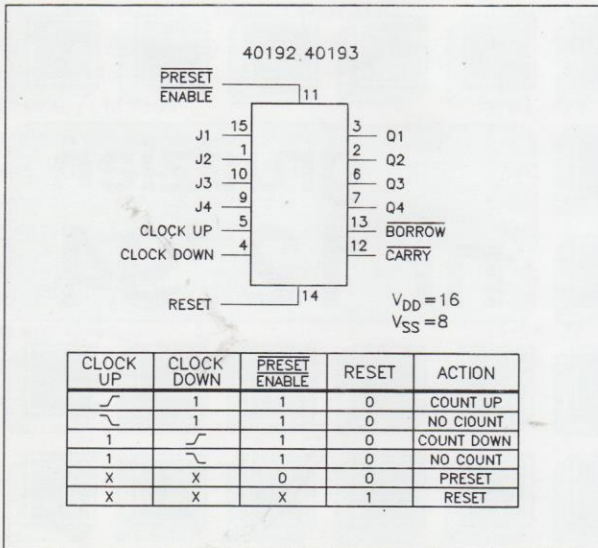 40192 40193
PRESET
ENABLE
11
J1 15 3 Q1
J2 1 2 Q2
J3 10 6 Q3
J4 9 7 Q4
CLOCK UP 5 13 BORROW
CLOCK DOWN 4 12 CARRY
RESET 14
VDD=16
VSS=8
CLOCK UP CLOCK DOWN PRESET ENABLE RESET ACTION
1 1 0 COUNT UP
1 1 0 NO CIOUNT
1 1 0 COUNT DOWN
1 1 0 NO COUNT
X X 0 0 PRESET
X X X 1 RESET